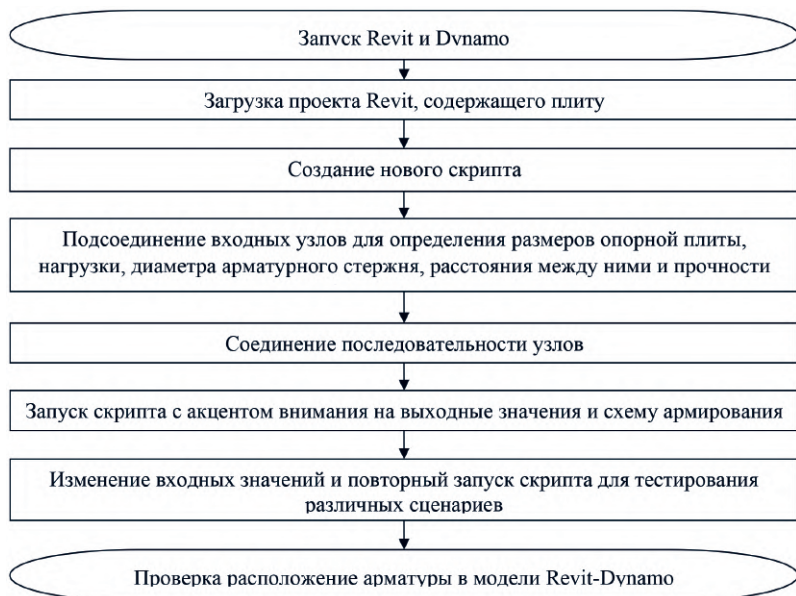 Запуск Revit и Dynamo
Загрузка проекта Revit, содержащего плиту
Создание нового скрипта
Подсоединение входных узлов для определения размеров опорной плиты,
нагрузки, диаметра арматурного стержня, расстояния между ними и прочности
Соединение последовательности узлов
Запуск скрипта с акцентом внимания на выходные значения и схему армирования
Изменение входных значений и повторный запуск скрипта для тестирования
различных сценариев
Проверка расположение арматуры в модели Revit-Dynamo